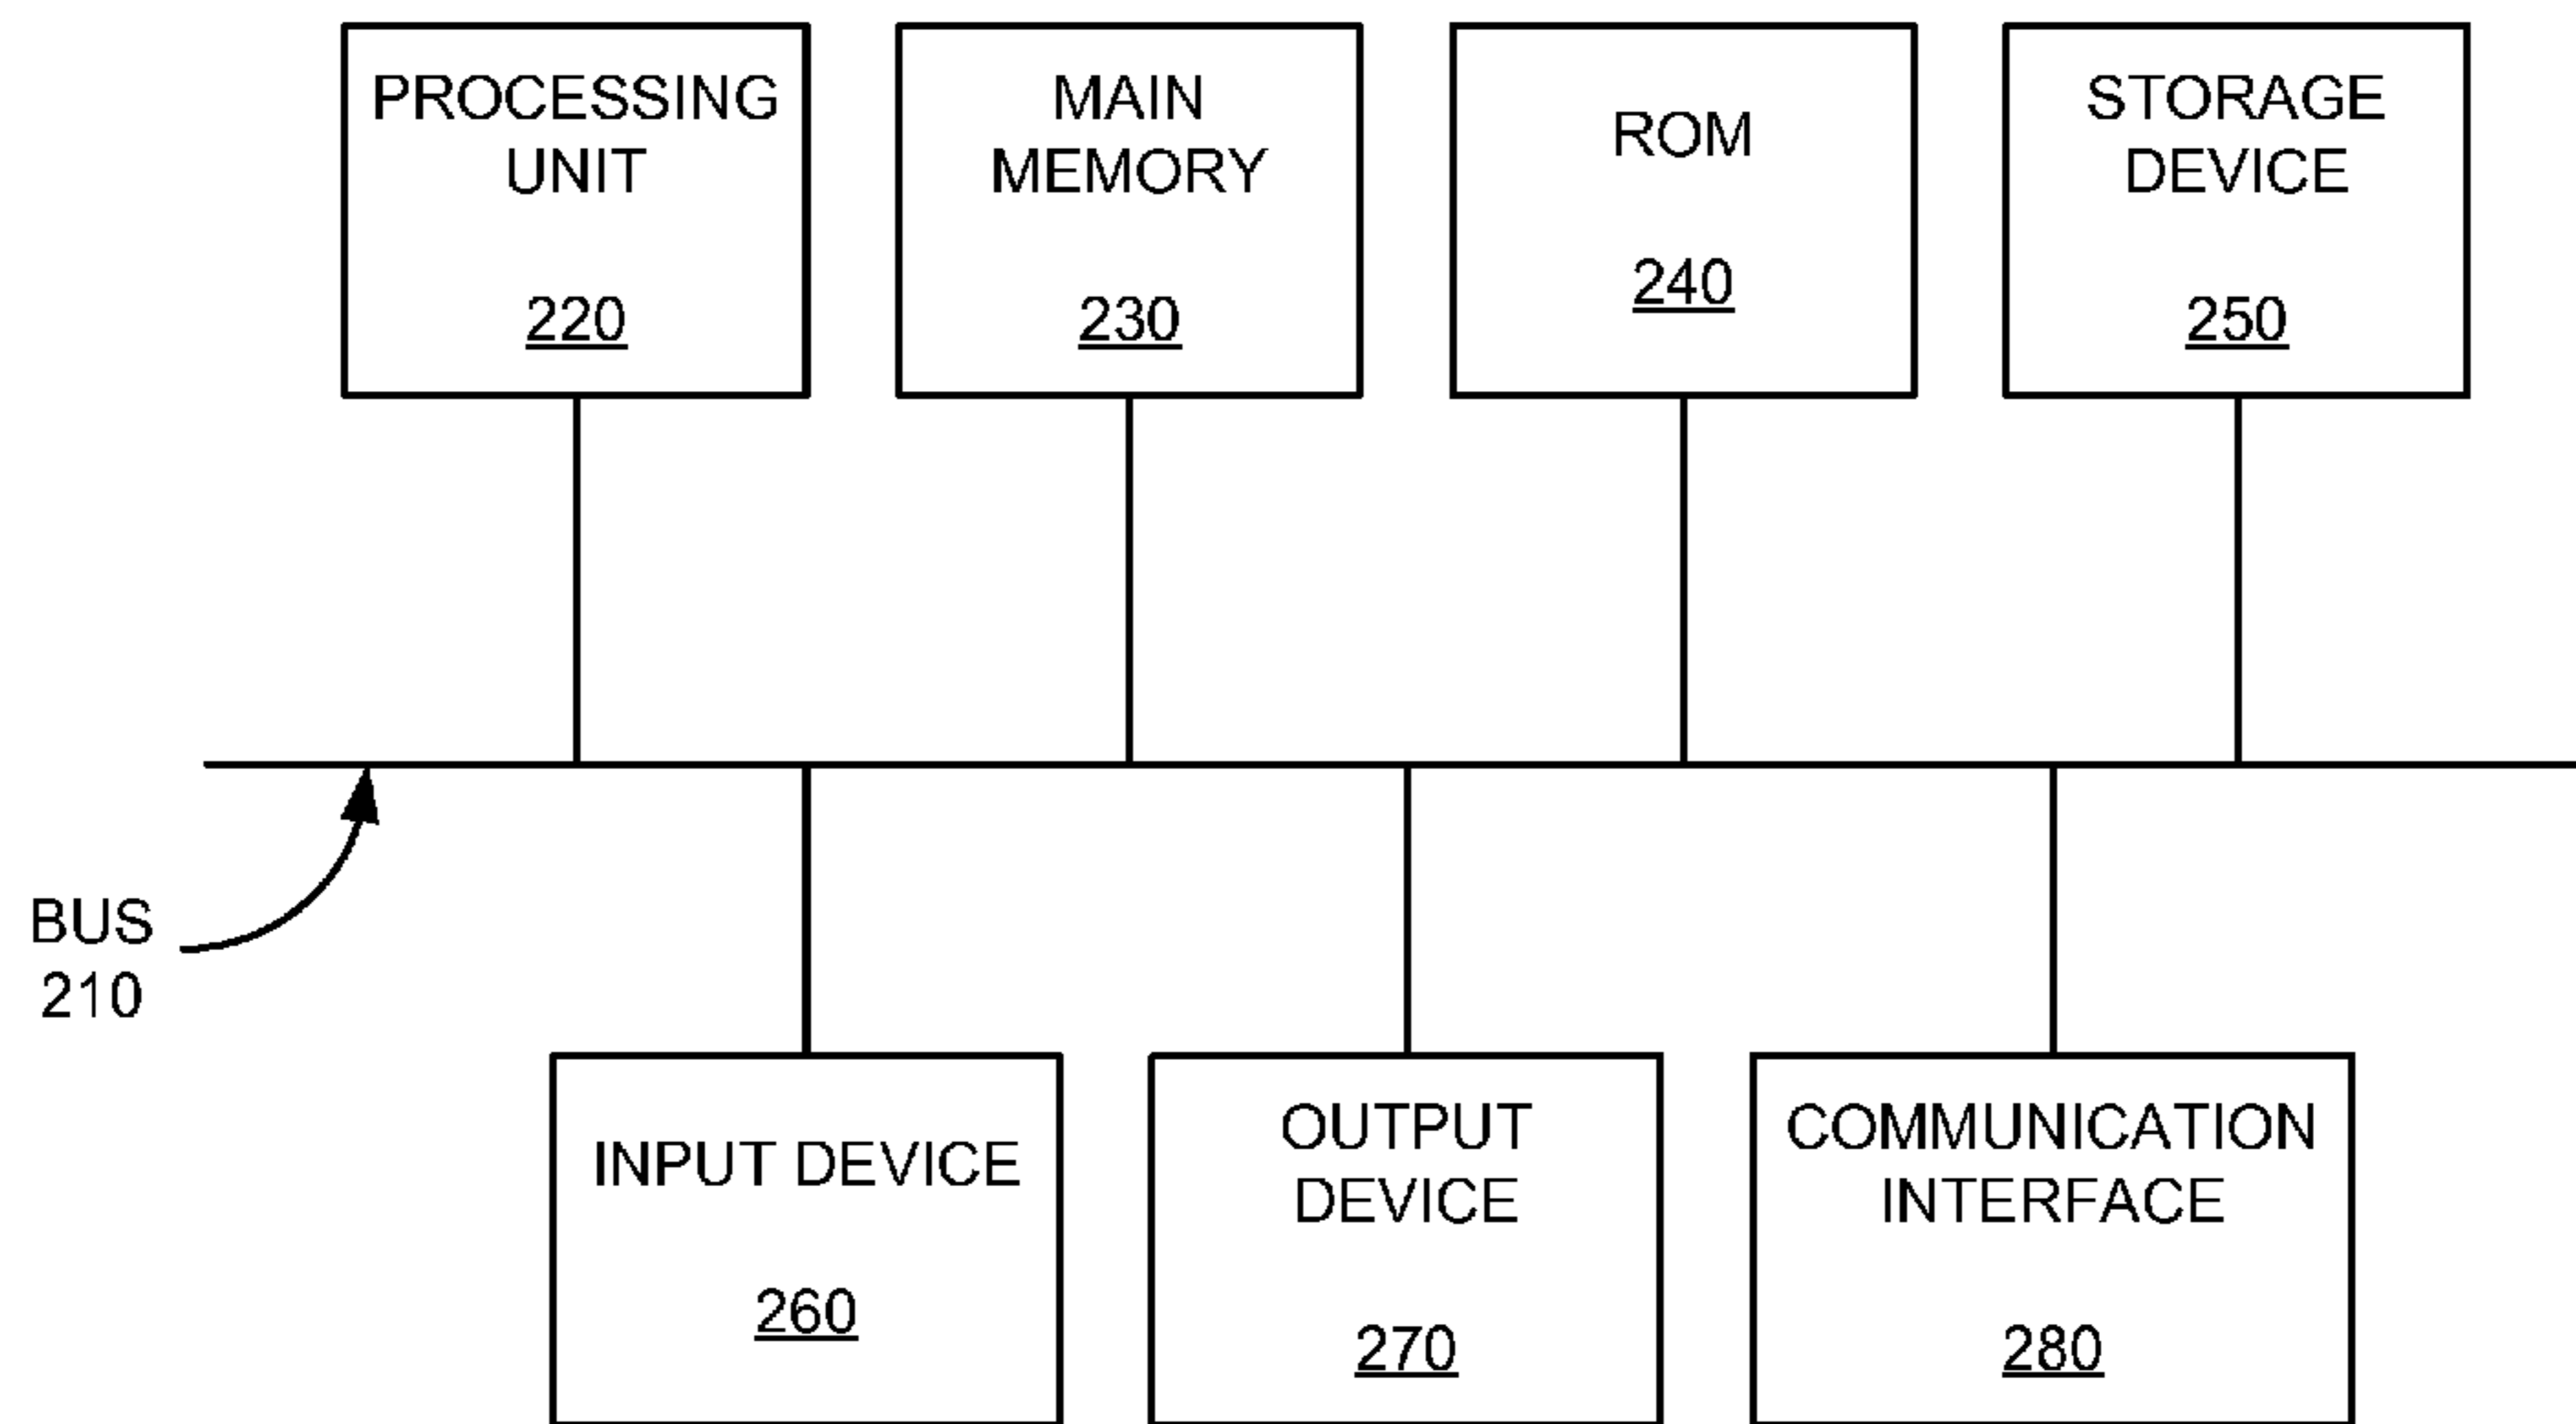 PROCESSING
UNIT
220
MAIN
MEMORY
230
ROM
240
STORAGE
DEVICE
250
BUS
210
INPUT DEVICE
260
OUTPUT
DEVICE
270
COMMUNICATION
INTERFACE
280